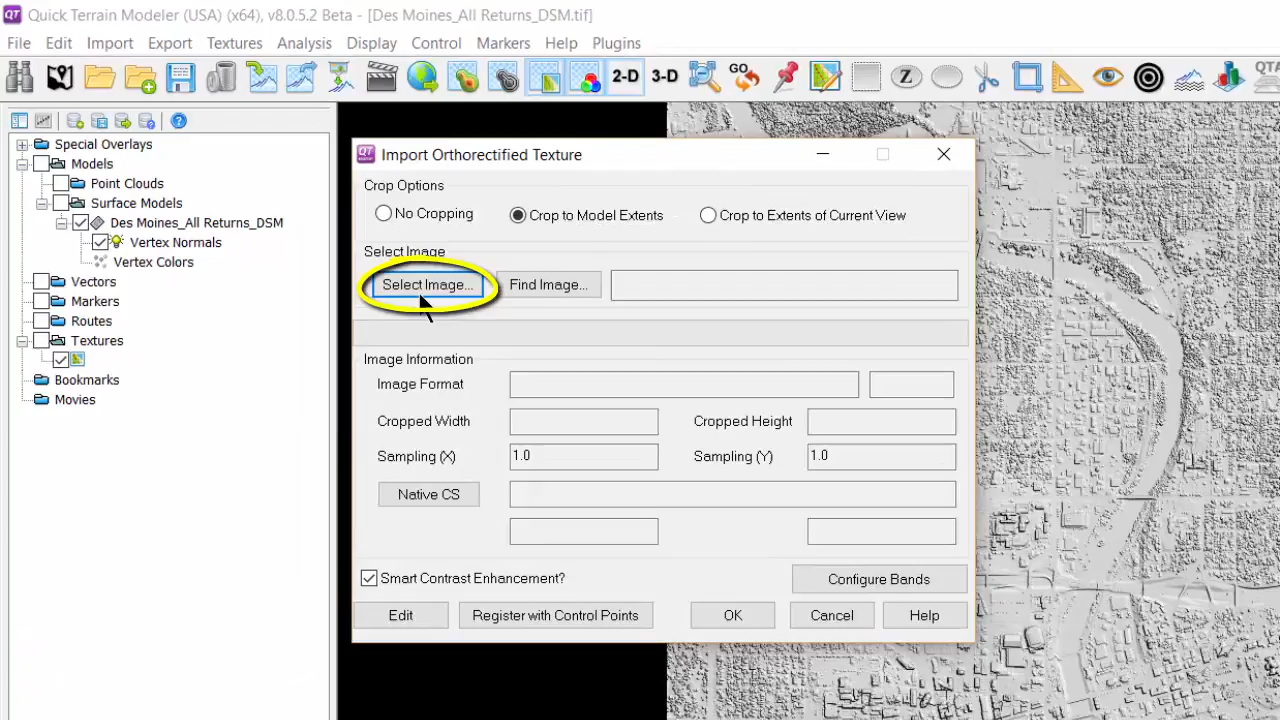 QT Quick Terrain Modeler (USA) (x64), v8.0.5.2 Beta - [Des Moines_All Returns_DSM.tif]
File Edit Import Export Textures Analysis Display Control Markers Help Plugins
2-D 3-D GO Z QTA
Special Overlays
Models
Point Clouds
Surface Models
Des Moines_All Returns_DSM
Vertex Normals
Vertex Colors
Vectors
Markers
Routes
Textures
Bookmarks
Movies
QT Import Orthorectified Texture
Crop Options
No Cropping Crop to Model Extents Crop to Extents of Current View
Select Image
Select Image... Find Image...
Image Information
Image Format
Cropped Width Cropped Height
Sampling (X) 1.0 Sampling (Y) 1.0
Native CS
Smart Contrast Enhancement? Configure Bands
Edit Register with Control Points OK Cancel Help